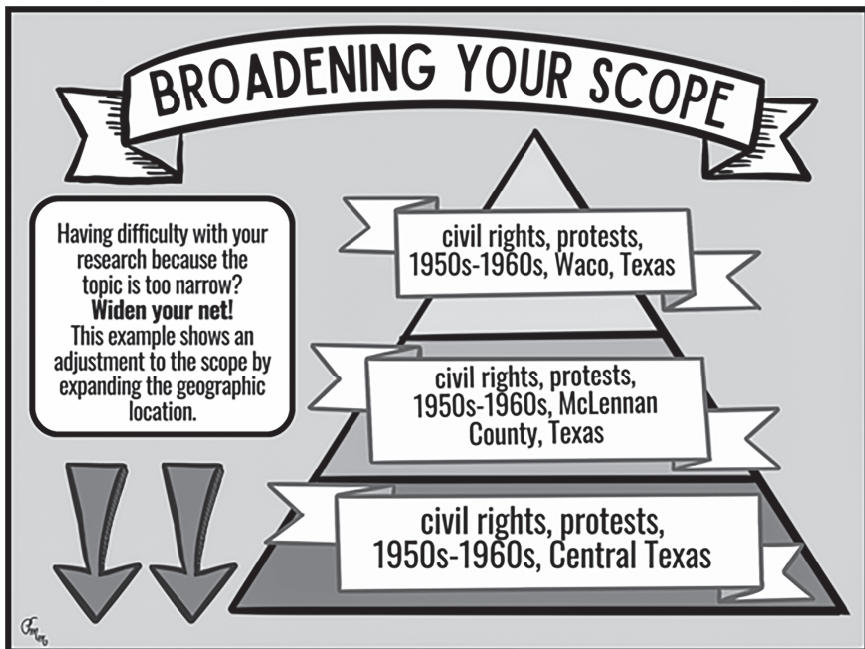 BROADENING YOUR SCOPE
Having difficulty with your
research because the
topic is too narrow?
Widen your net!
This example shows an
adjustment to the scope by
expanding the geographic
location.
civil rights, protests,
1950s-1960s, Waco, Texas
civil rights, protests,
1950s-1960s, McLennan
County, Texas
civil rights, protests,
1950s-1960s, Central Texas